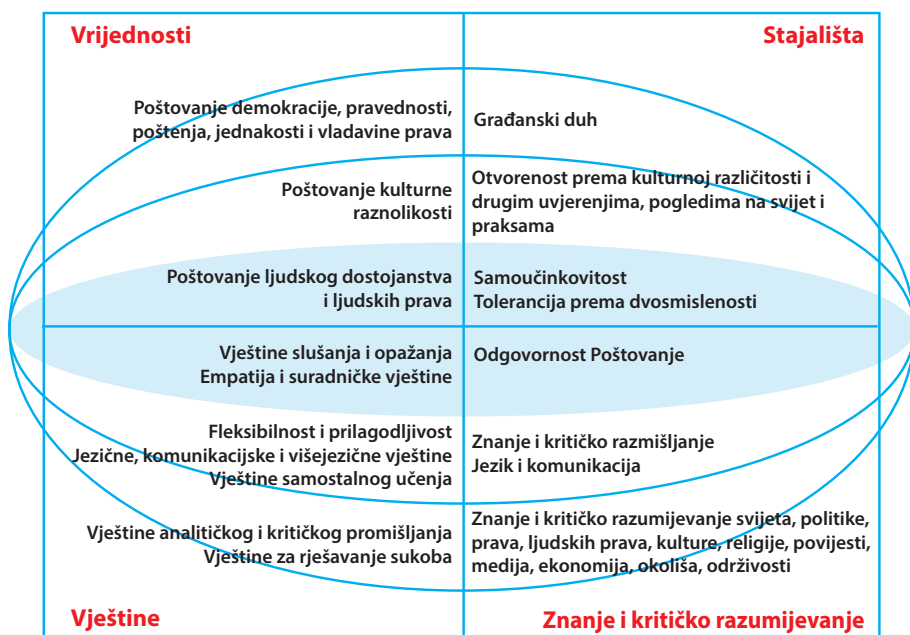 Vrijednosti
Stajališta
Poštovanje demokracije, pravednosti,
poštenja, jednakosti i vladavine prava
Građanski duh
Poštovanje kulturne
raznolikosti
Otvorenost prema kulturnoj različitosti i
drugim uvjerenjima, pogledima na svijet i
praksama
Poštovanje ljudskog dostojanstva
i ljudskih prava
Samoučinkovitost
Tolerancija prema dvosmislenosti
Vještine slušanja i opažanja
Empatija i suradničke vještine
Odgovornost Poštovanje
Fleksibilnost i prilagodljivost
Jezične, komunikacijske i višejezične vještine
Vještine samostalnog učenja
Znanje i kritičko razmišljanje
Jezik i komunikacija
Vještine analitičkog i kritičkog promišljanja
Vještine za rješavanje sukoba
Znanje i kritičko razumijevanje svijeta, politike,
prava, ljudskih prava, kulture, religije, povijesti,
medija, ekonomija, okoliša, održivosti
Vještine
Znanje i kritičko razumijevanje